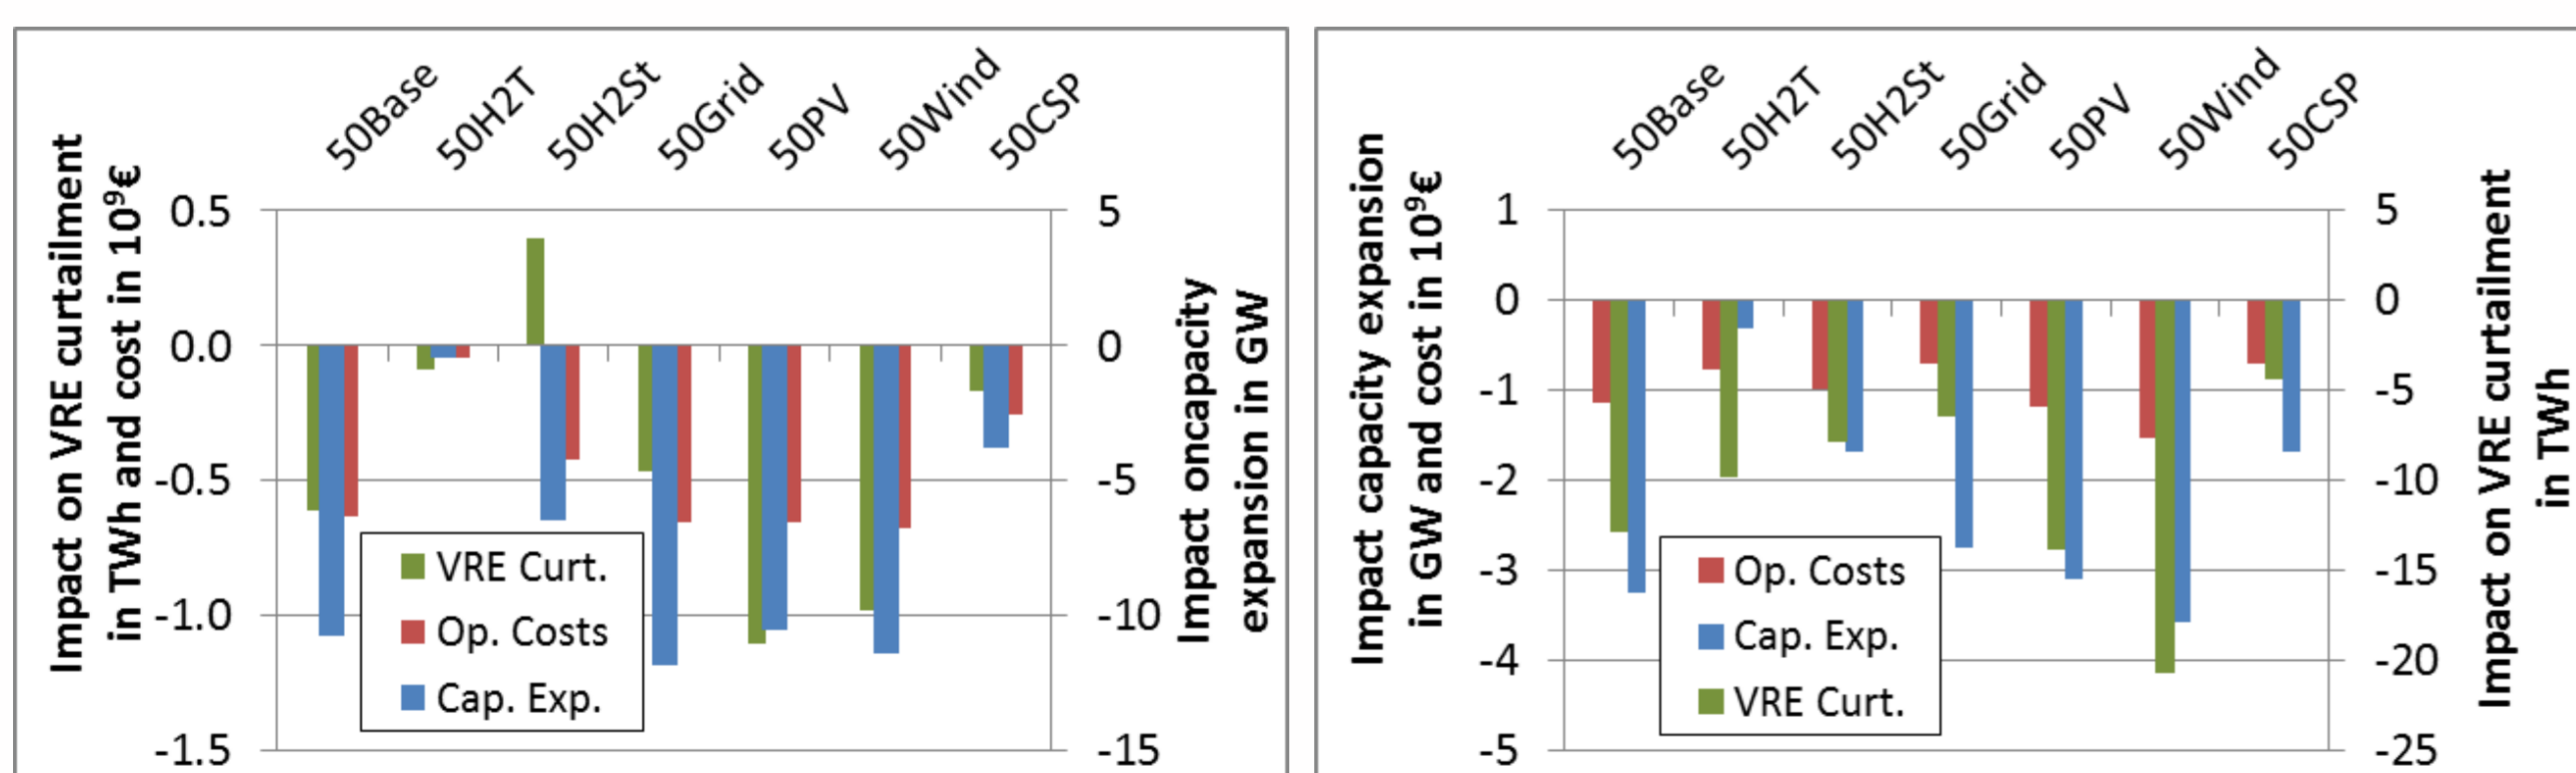 50Base
50H2T
50H2St
50Grid
50PV
50Wind
50CSP
Impact on VRE curtailment
in TWh and cost in 10⁹€
0.5
0.0
-0.5
-1.0
-1.5
5
0
-5
-10
-15
Impact oncapacity
expansion in GW
VRE Curt.
Op. Costs
Cap. Exp.
50Base
50H2T
50H2St
50Grid
50PV
50Wind
50CSP
Impact capacity expansion
in GW and cost in 10⁹€
1
0
-1
-2
-3
-4
-5
5
0
-5
-10
-15
-20
-25
Impact on VRE curtailment
in TWh
Op. Costs
Cap. Exp.
VRE Curt.